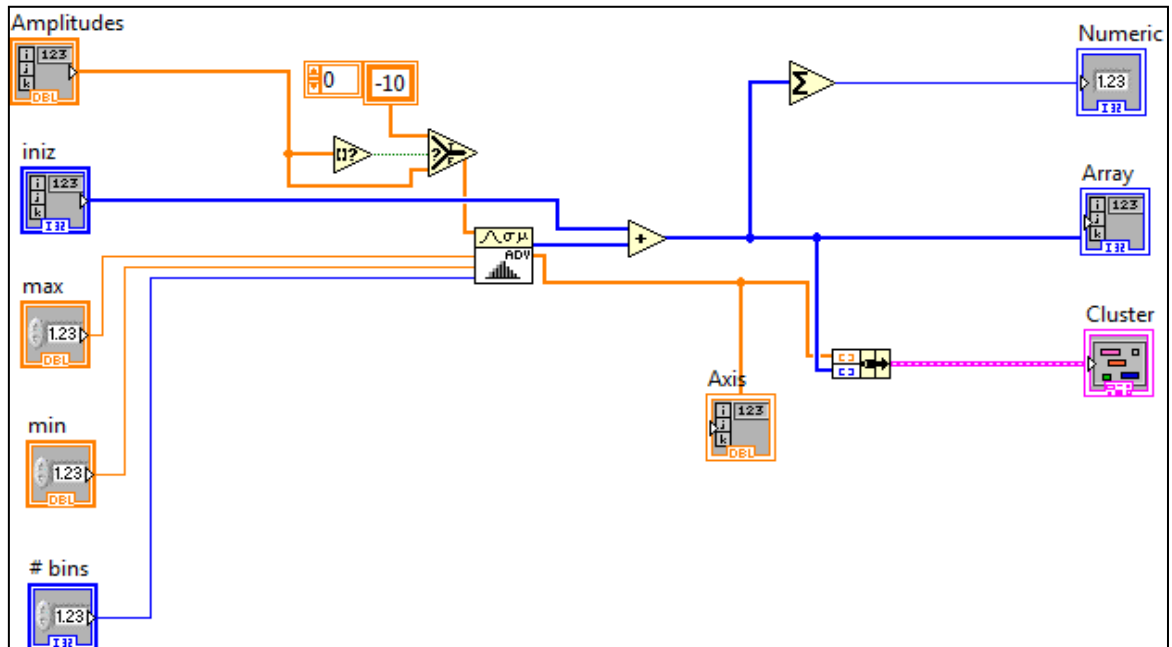 Amplitudes
i 123
j
k
DBL
0 -10
[]?
?
T
F
Σ
Numeric
1.23
I32
iniz
i 123
j
k
I32
σμ
ADV
+
Array
i 123
j
k
I32
max
1.23
DBL
Cluster
Axis
i 123
j
k
DBL
min
1.23
DBL
# bins
1.23
I32